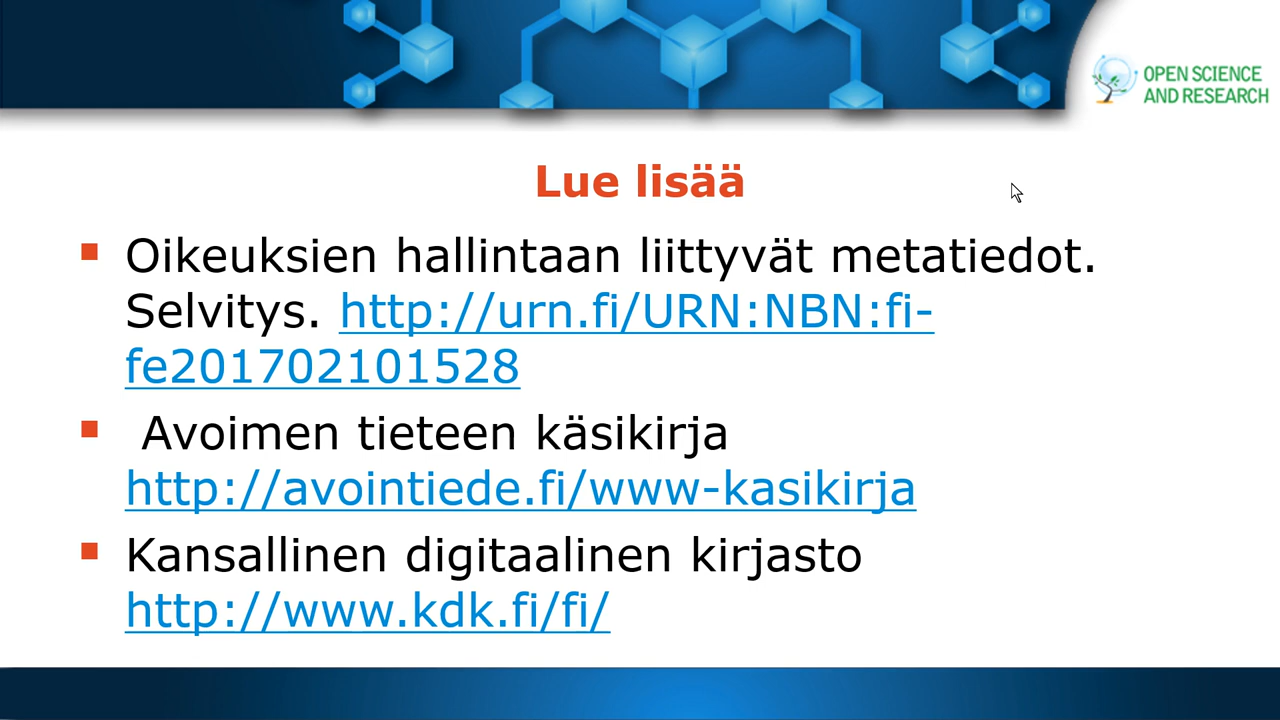 OPEN SCIENCE
AND RESEARCH
Lue lisää
Oikeuksien hallintaan liittyvät metatiedot.
Selvitys. http://urn.fi/URN:NBN:fi-
fe201702101528
Avoimen tieteen käsikirja
http://avointiede.fi/www-kasikirja
Kansallinen digitaalinen kirjasto
http://www.kdk.fi/fi/